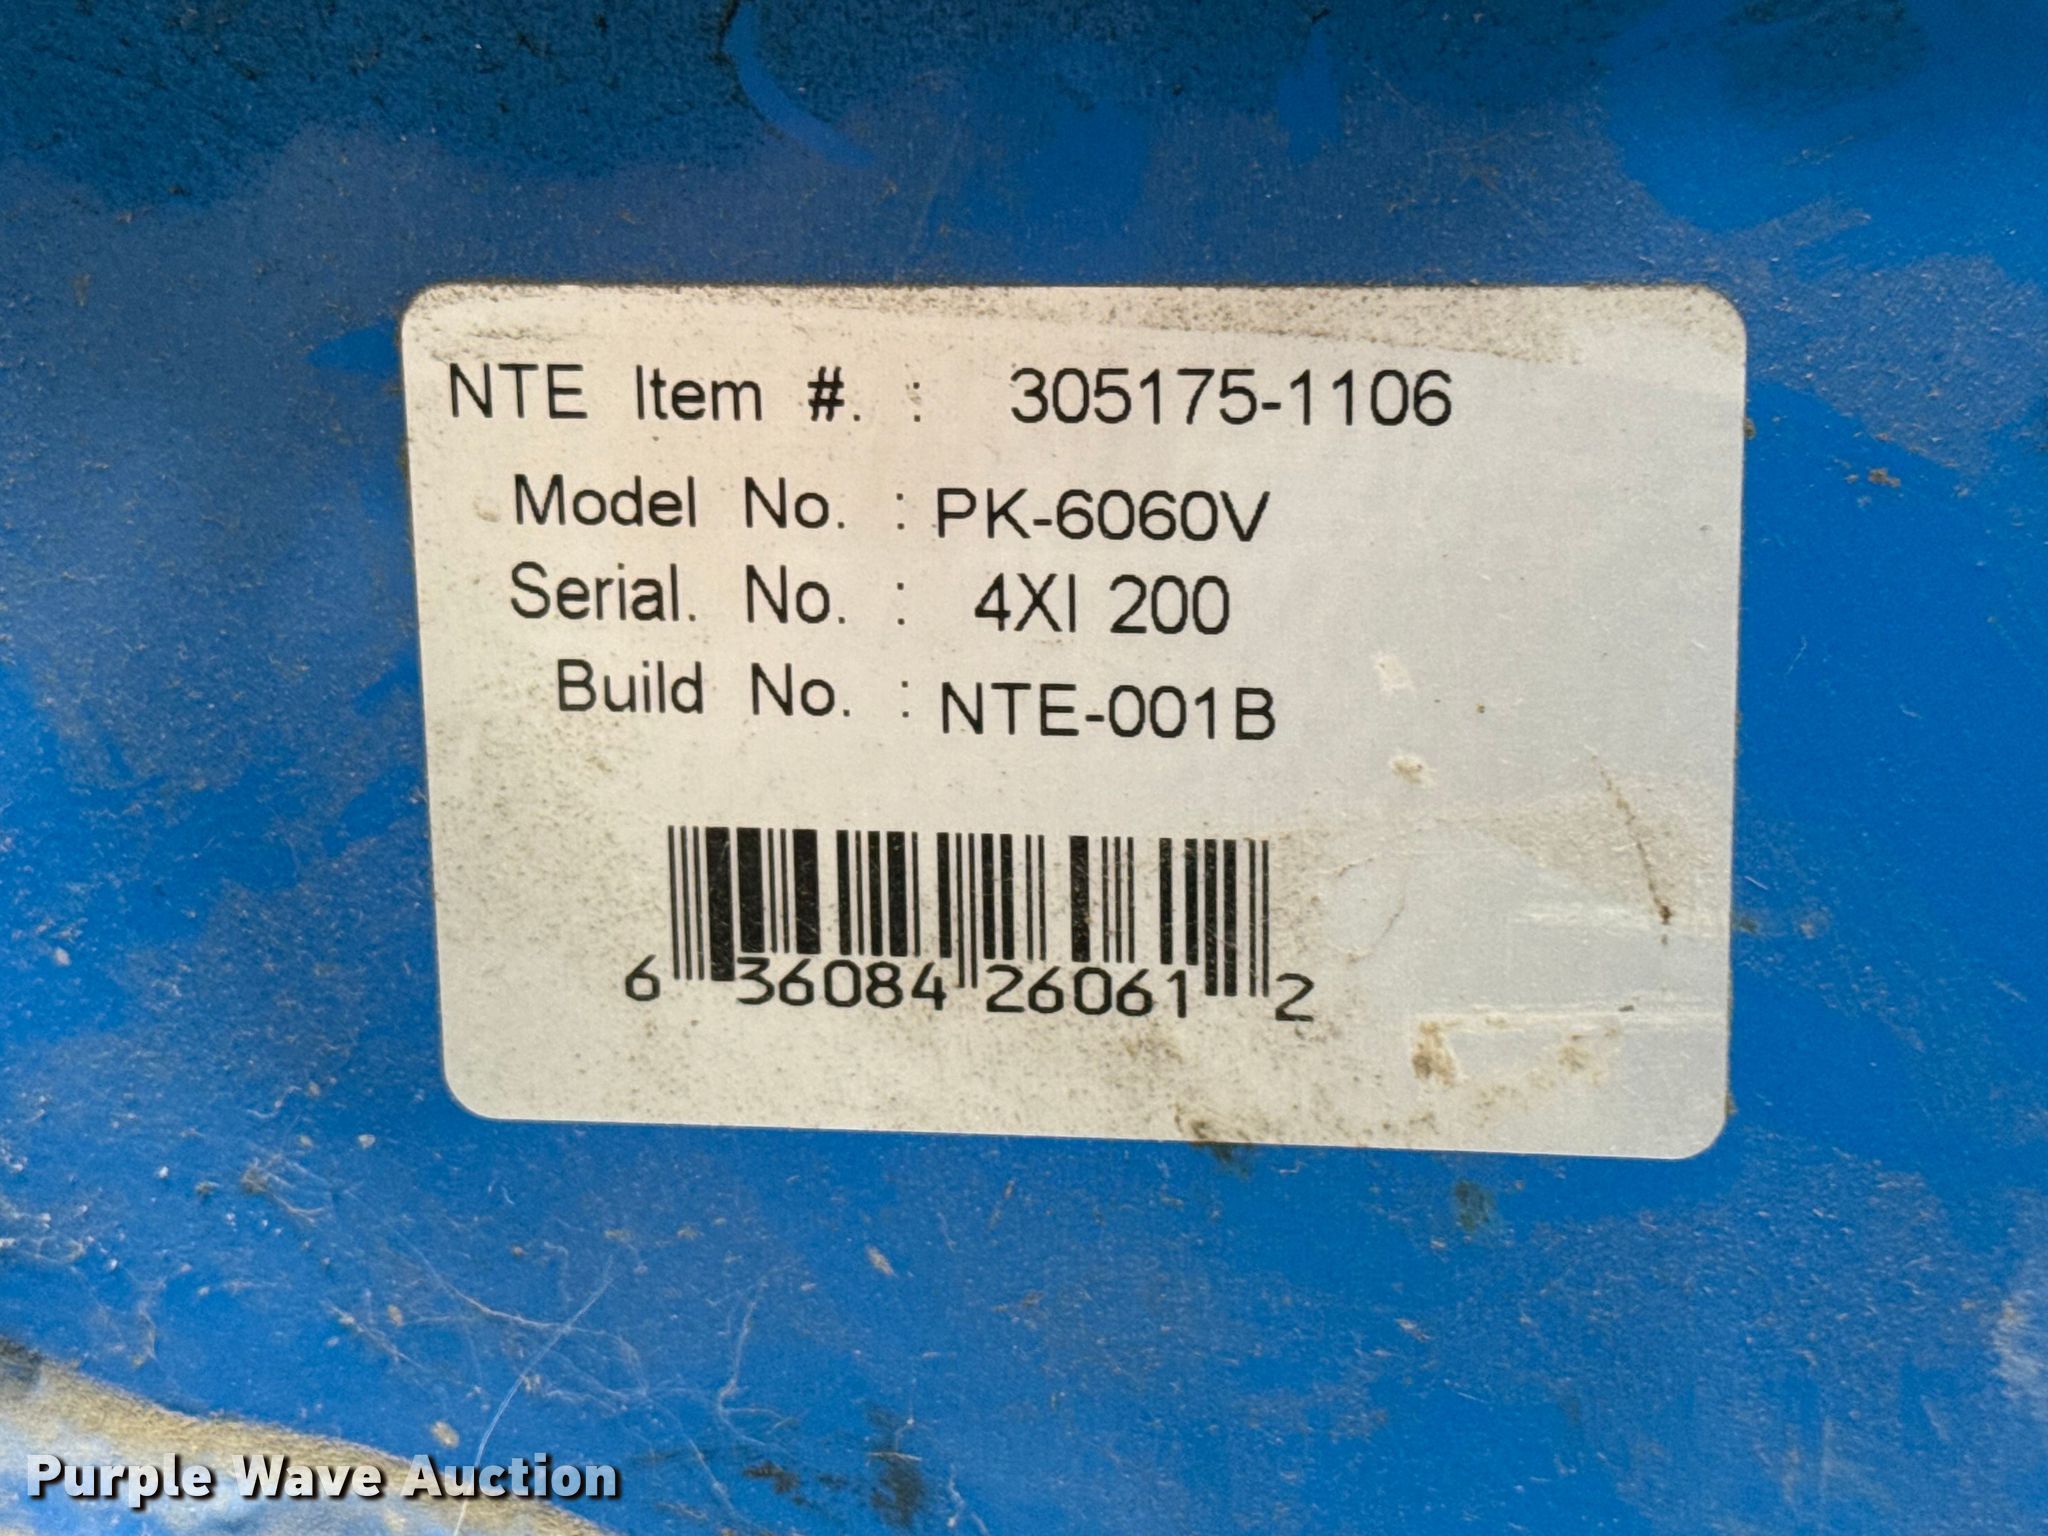 NTE Item #. : 305175-1106
Model No. : PK-6060V
Serial. No. : 4XI 200
Build No. : NTE-001B
6 36084 26061 2
Purple Wave Auction